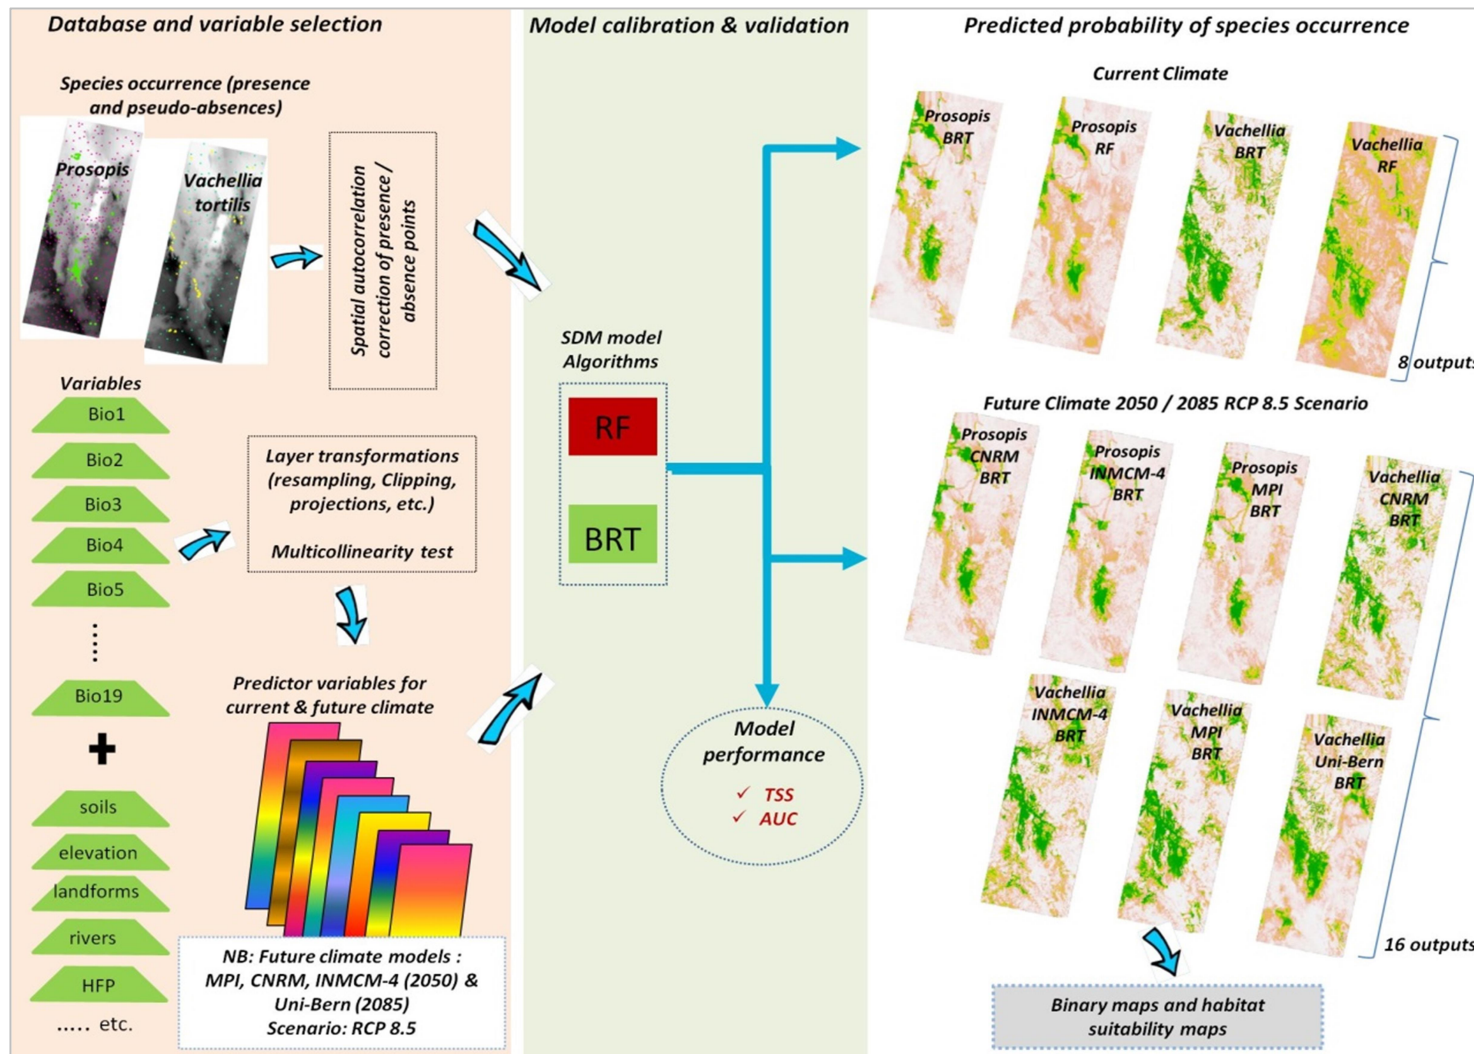 Database and variable selection
Species occurrence (presence
and pseudo-absences)
Prosopis
Vachellia
tortilis
Spatial autocorrelation
correction of presence /
absence points
Variables
Bio1
Bio2
Bio3
Bio4
Bio5
......
Bio19
+
soils
elevation
landforms
rivers
HFP
..... etc.
Layer transformations
(resampling, Clipping,
projections, etc.)
Multicollinearity test
Predictor variables for
current & future climate
NB: Future climate models :
MPI, CNRM, INMCM-4 (2050) &
Uni-Bern (2085)
Scenario: RCP 8.5
Model calibration & validation
SDM model
Algorithms
RF
BRT
Model
performance
✓ TSS
✓ AUC
Predicted probability of species occurrence
Current Climate
Prosopis
BRT
Prosopis
RF
Vachellia
BRT
Vachellia
RF
8 outputs
Future Climate 2050 / 2085 RCP 8.5 Scenario
Prosopis
CNRM
BRT
Prosopis
INMCM-4
BRT
Prosopis
MPI
BRT
Vachellia
CNRM
BRT
Vachellia
INMCM-4
BRT
Vachellia
MPI
BRT
Vachellia
Uni-Bern
BRT
16 outputs
Binary maps and habitat
suitability maps